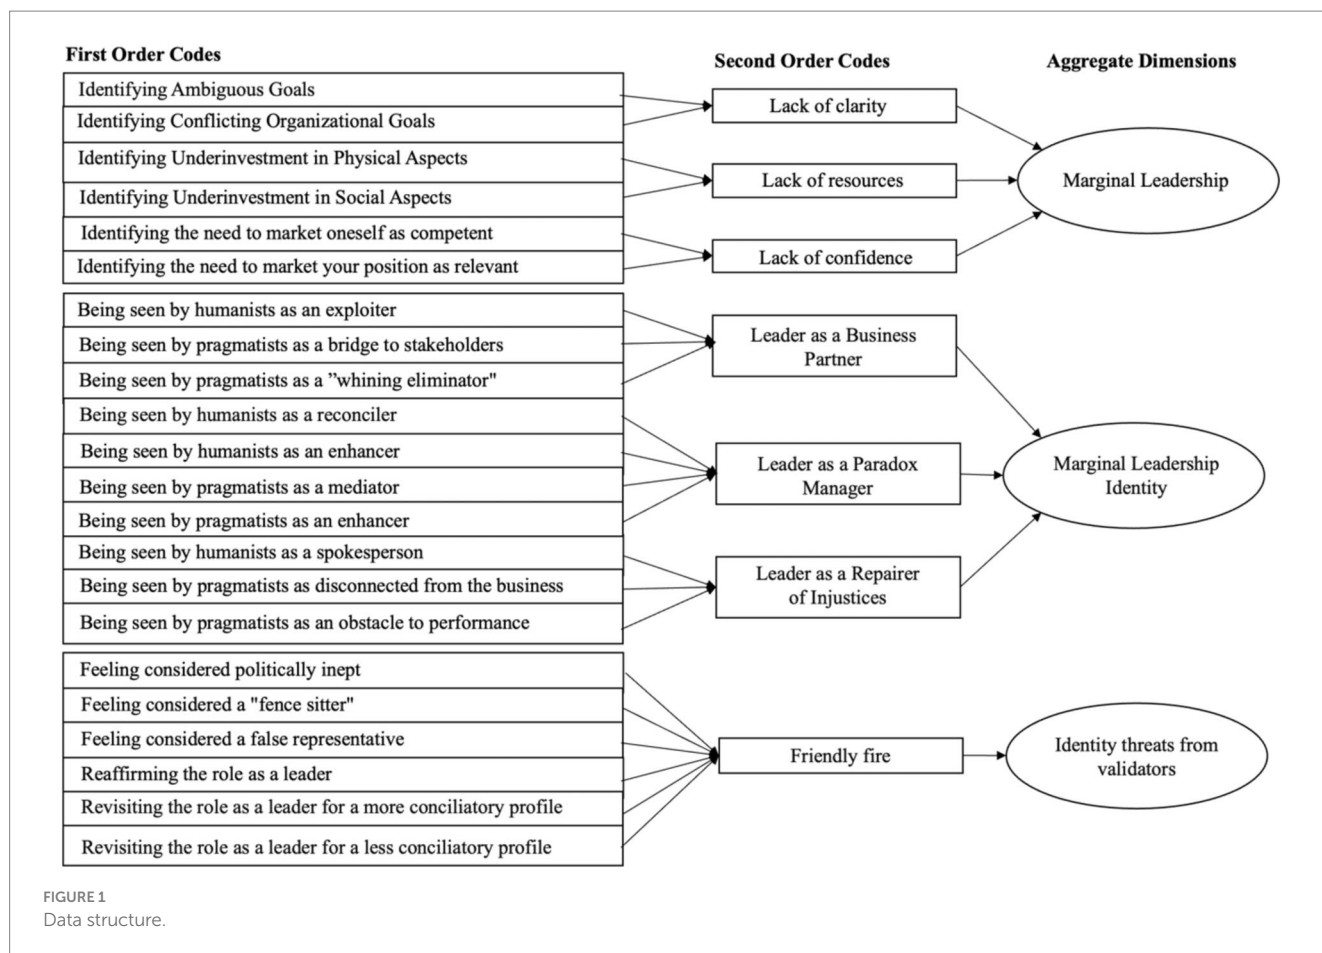 First Order Codes
Second Order Codes
Aggregate Dimensions
Identifying Ambiguous Goals
Identifying Conflicting Organizational Goals
Identifying Underinvestment in Physical Aspects
Identifying Underinvestment in Social Aspects
Identifying the need to market oneself as competent
Identifying the need to market your position as relevant
Lack of clarity
Lack of resources
Lack of confidence
Marginal Leadership
Being seen by humanists as an exploiter
Being seen by pragmatists as a bridge to stakeholders
Being seen by pragmatists as a ”whining eliminator"
Being seen by humanists as a reconciler
Being seen by humanists as an enhancer
Being seen by pragmatists as a mediator
Being seen by pragmatists as an enhancer
Being seen by humanists as a spokesperson
Being seen by pragmatists as disconnected from the business
Being seen by pragmatists as an obstacle to performance
Leader as a Business
Partner
Leader as a Paradox
Manager
Leader as a Repairer
of Injustices
Marginal Leadership
Identity
Feeling considered politically inept
Feeling considered a "fence sitter"
Feeling considered a false representative
Reaffirming the role as a leader
Revisiting the role as a leader for a more conciliatory profile
Revisiting the role as a leader for a less conciliatory profile
Friendly fire
Identity threats from
validators
FIGURE 1
Data structure.